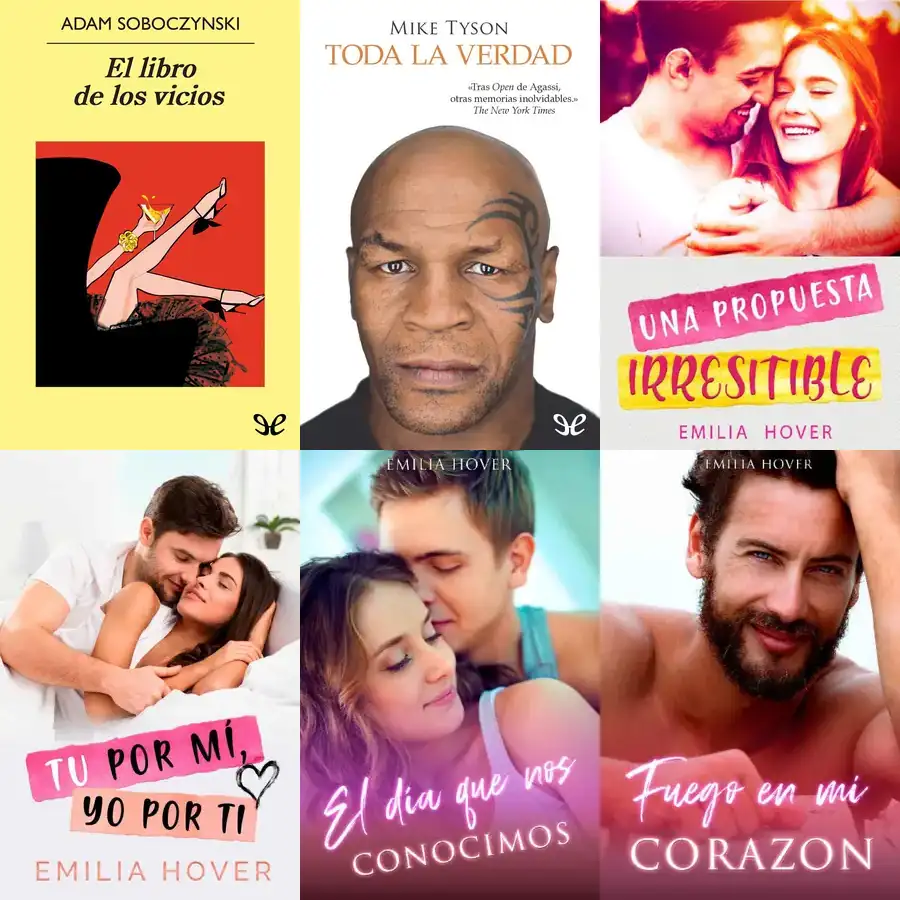 ADAM SOBOCZYNSKI
El libro
de los vicios
MIKE TYSON
TODA LA VERDAD
«Tras Open de Agassi,
otras memorias inolvidables.»
The New York Times
UNA PROPUESTA
IRRESITIBLE
EMILIA HOVER
TU POR MÍ,
YO POR TI
EMILIA HOVER
EMILIA HOVER
El día que nos
CONOCIMOS
EMILIA HOVER
Fuego en mi
CORAZON